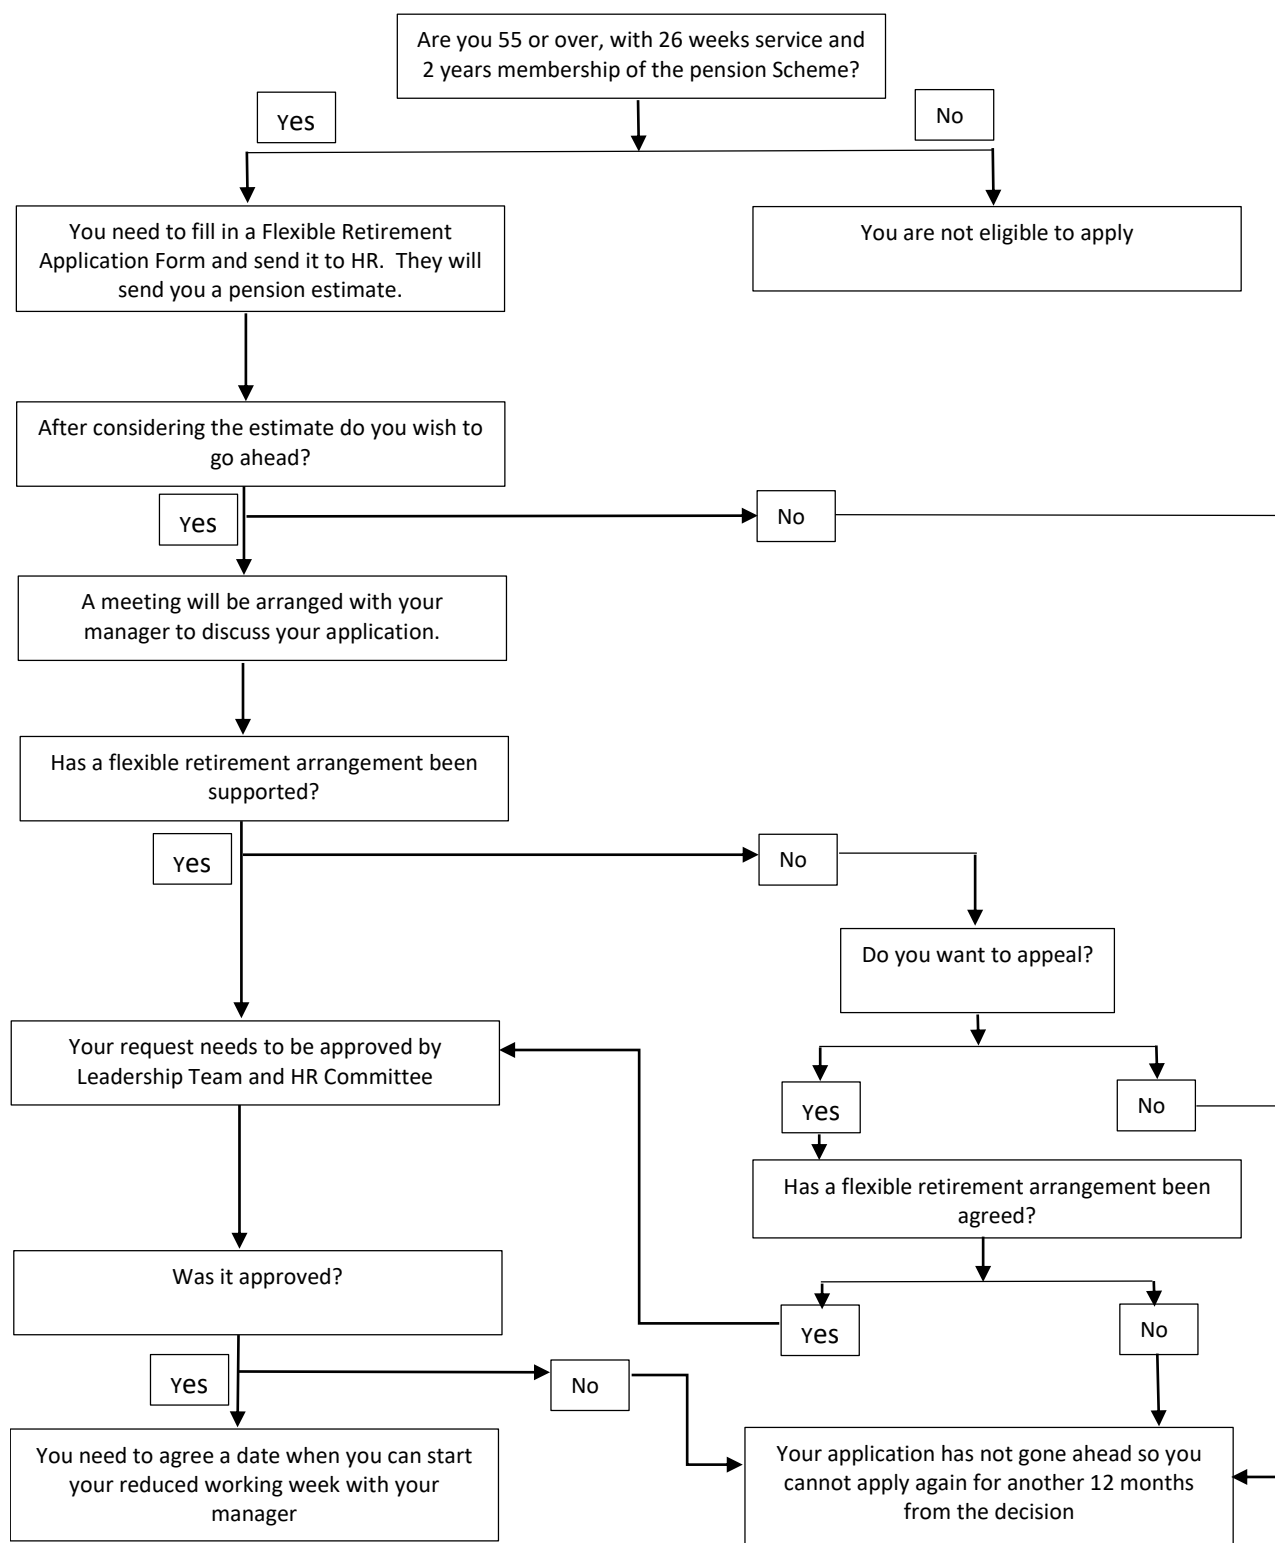 Are you 55 or over, with 26 weeks service and
2 years membership of the pension Scheme?
Yes
No
You need to fill in a Flexible Retirement
Application Form and send it to HR.  They will
send you a pension estimate.
You are not eligible to apply
After considering the estimate do you wish to
go ahead?
Yes
No
A meeting will be arranged with your
manager to discuss your application.
Has a flexible retirement arrangement been
supported?
Yes
No
Do you want to appeal?
Your request needs to be approved by
Leadership Team and HR Committee
Yes
No
Has a flexible retirement arrangement been
agreed?
Was it approved?
Yes
No
Yes
No
You need to agree a date when you can start
your reduced working week with your
manager
Your application has not gone ahead so you
cannot apply again for another 12 months
from the decision